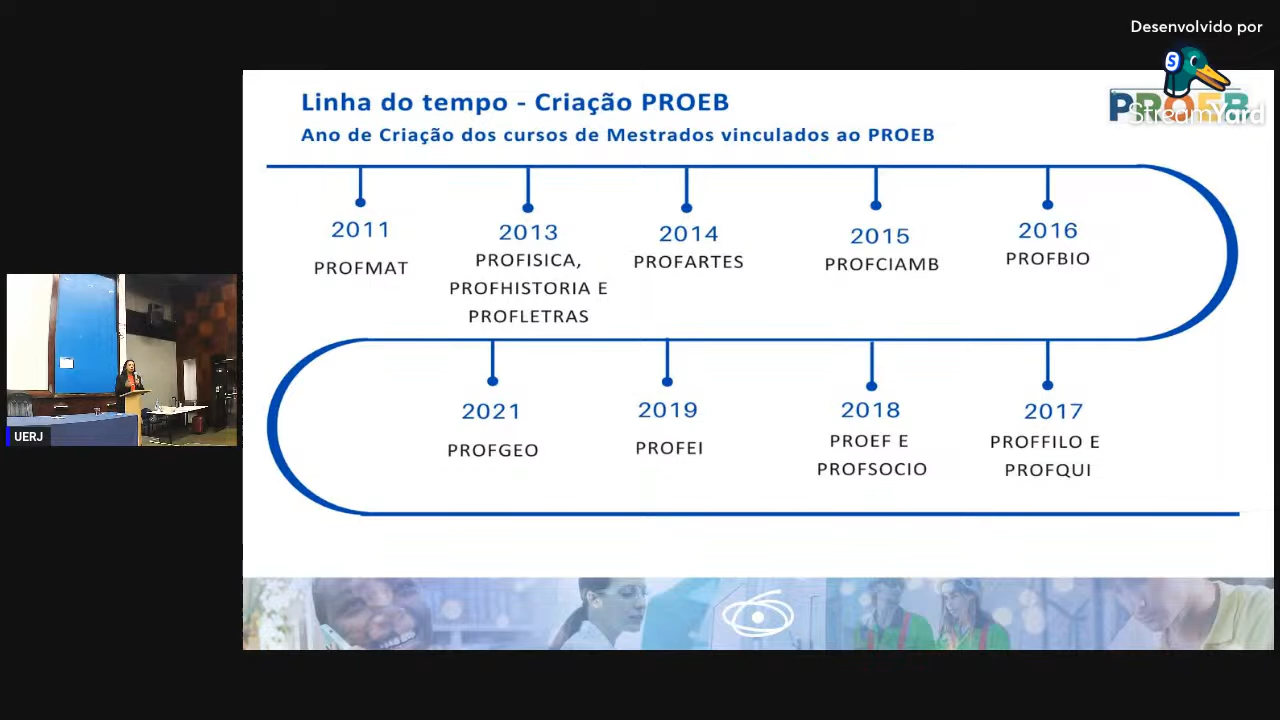 Desenvolvido por
StreamYard
PROEB
Linha do tempo - Criação PROEB
Ano de Criação dos cursos de Mestrados vinculados ao PROEB
2011
PROFMAT
2013
PROFISICA,
PROFHISTORIA E
PROFLETRAS
2014
PROFARTES
2015
PROFCIAMB
2016
PROFBIO
2021
PROFGEO
2019
PROFEI
2018
PROEF E
PROFSOCIO
2017
PROFFILO E
PROFQUI
UERJ